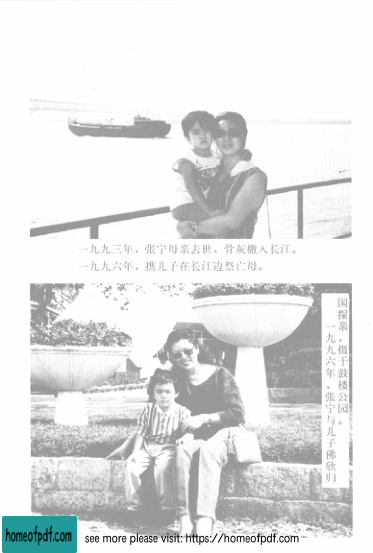 一九九三年，张宁母亲去世，骨灰撒入长江。
一九九六年，携儿子在长江边祭亡母。
一九九六年，张宁与儿子佛欣归
国探亲，摄于鼓楼公园。
homeofpdf.com
see more please visit: https://homeofpdf.com